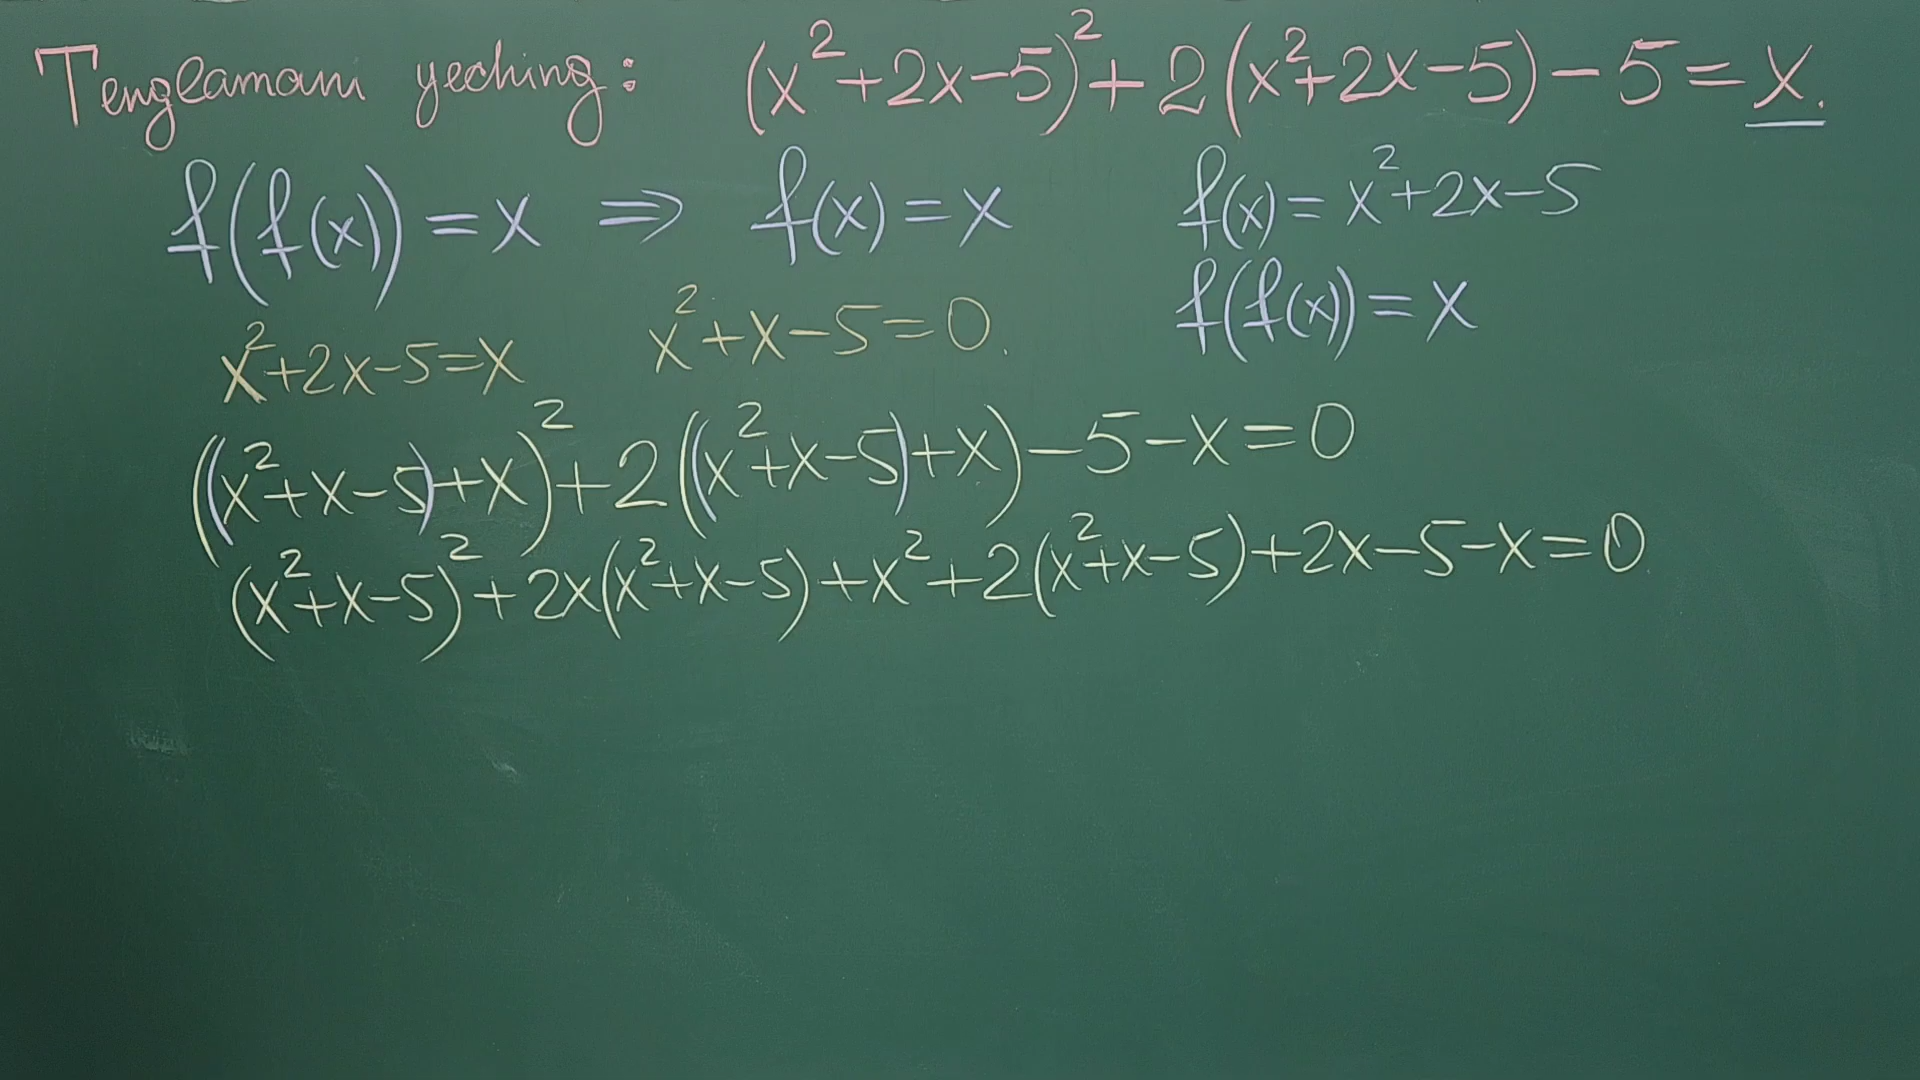 Tenglamani yeching: (x²+2x-5)²+2(x²+2x-5)-5=x.
f(f(x))=x ⇒ f(x)=x f(x)=x²+2x-5
f(f(x))=x
x²+2x-5=x x²+x-5=0.
((x²+x-5)+x)²+2((x²+x-5)+x)-5-x=0
(x²+x-5)²+2x(x²+x-5)+x²+2(x²+x-5)+2x-5-x=0.